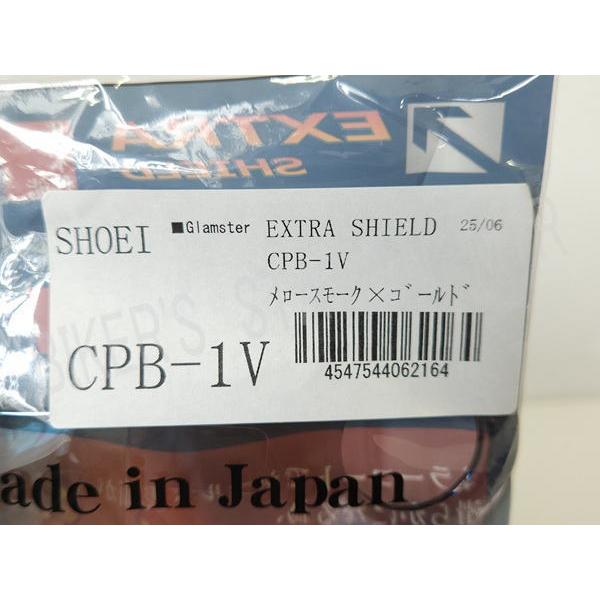 EXTRA
SHIELD
SHOEI ■Glamster EXTRA SHIELD 25/06
CPB-1V
ﾒﾛｰｽﾓｰｸ×ｺﾞｰﾙﾄﾞ
CPB-1V
4547544062164
ade in Japan